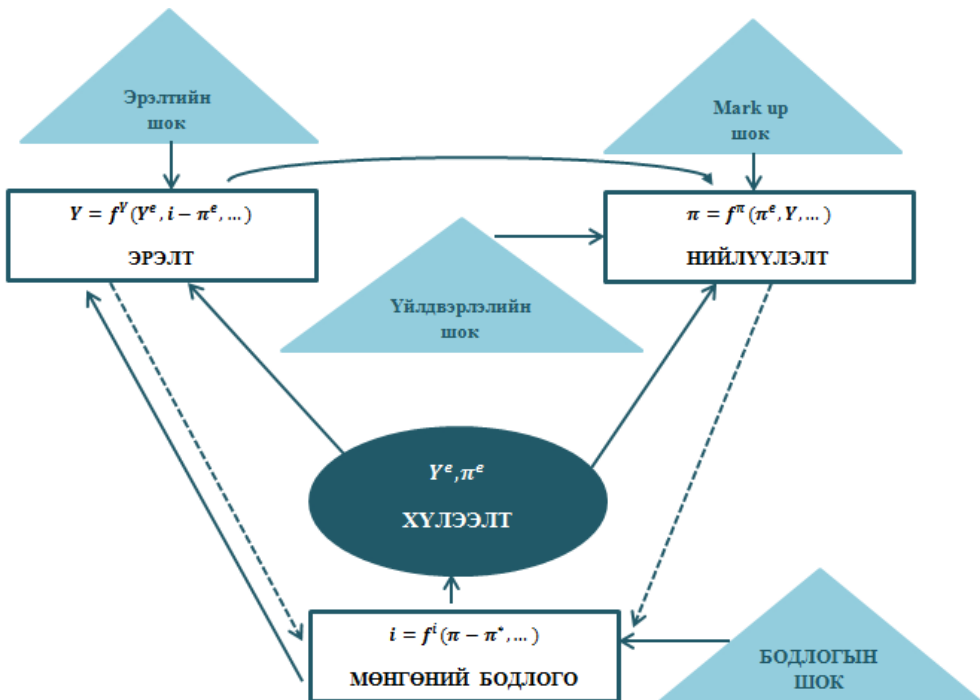 Эрэлтийн
шок
Mark up
шок
Y = f^Y(Y^e, i − π^e, …)
ЭРЭЛТ
π = f^π(π^e, Y, …)
НИЙЛҮҮЛЭЛТ
Үйлдвэрлэлийн
шок
Y^e, π^e
ХҮЛЭЭЛТ
i = f^i(π − π^*, …)
МӨНГӨНИЙ БОДЛОГО
БОДЛОГЫН
ШОК